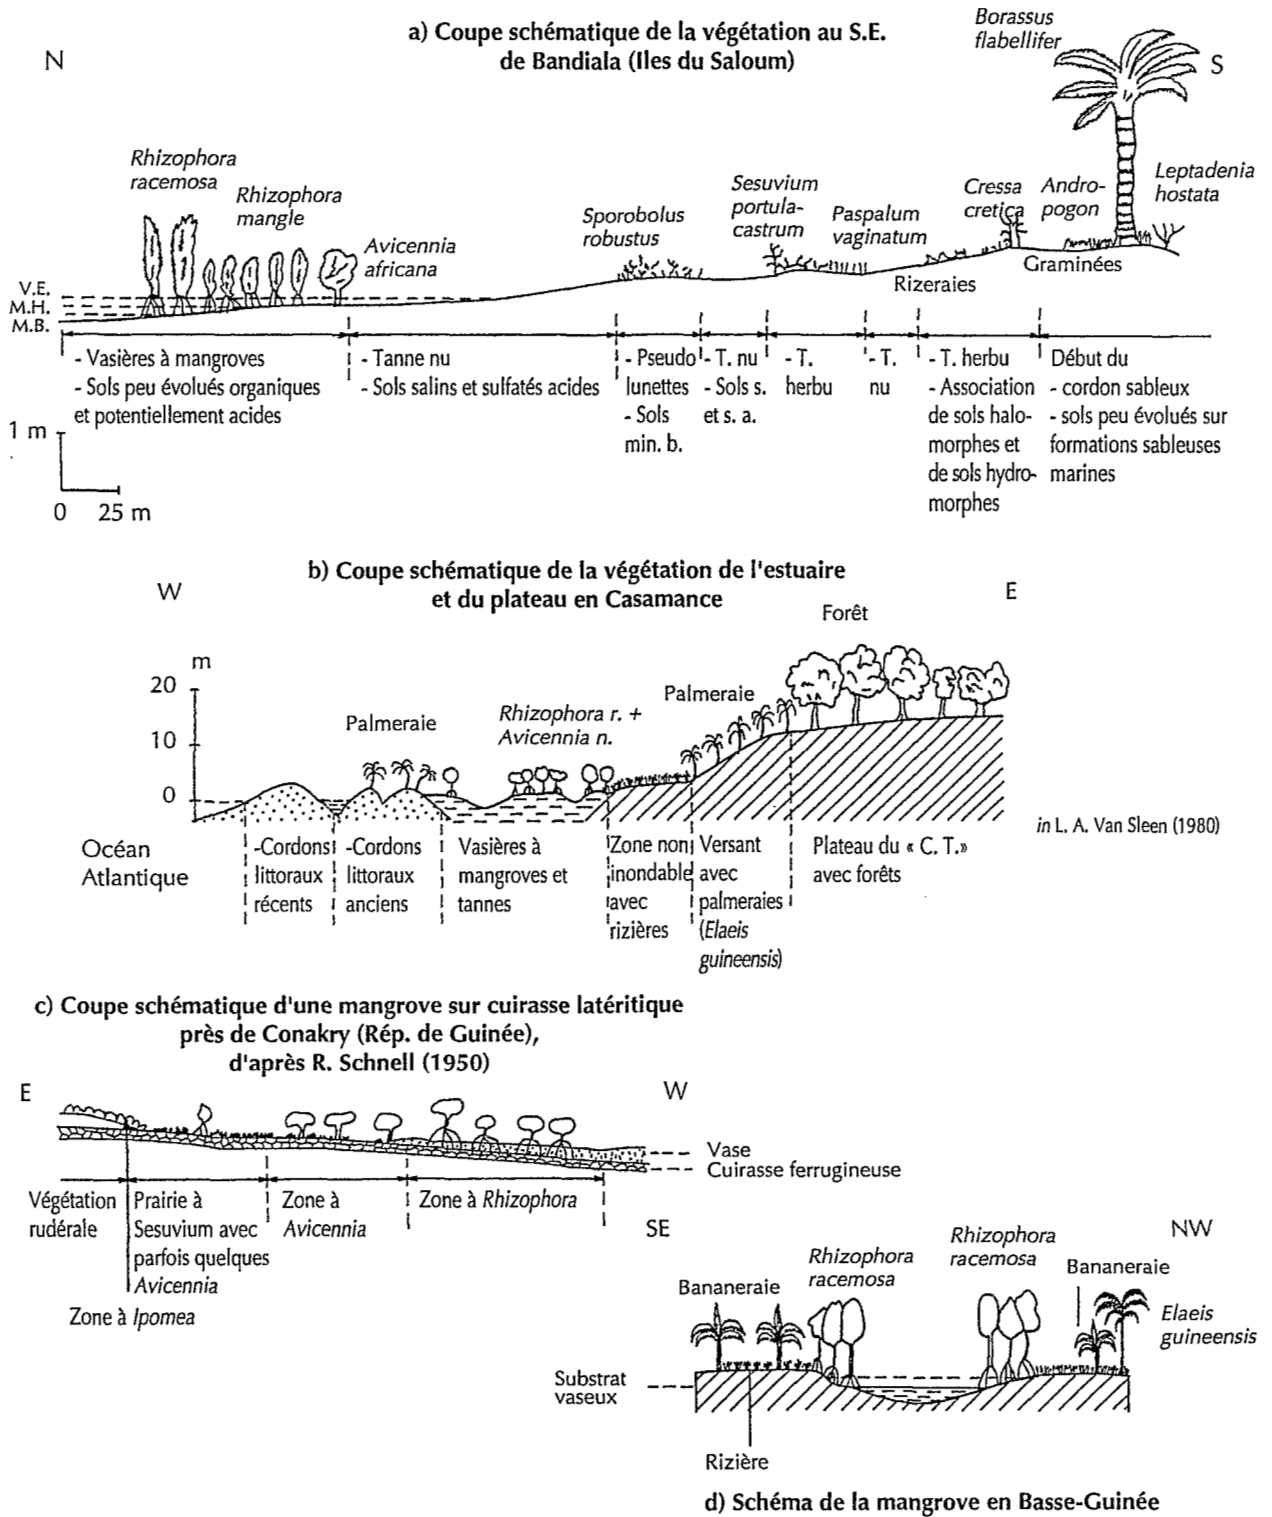 a) Coupe schématique de la végétation au S.E.
de Bandiala (Iles du Saloum)
N
S
Borassus
flabellifer
Rhizophora
racemosa
Rhizophora
mangle
Avicennia
africana
Sporobolus
robustus
Sesuvium
portula-
castrum
Paspalum
vaginatum
Cressa
cretica
Andro-
pogon
Leptadenia
hostata
Rizeraies
Graminées
V.E.
M.H.
M.B.
- Vasières à mangroves
- Sols peu évolués organiques
et potentiellement acides
- Tanne nu
- Sols salins et sulfatés acides
- Pseudo
lunettes
- Sols
min. b.
- T. nu
- Sols s.
et s. a.
- T.
herbu
- T.
nu
- T. herbu
- Association
de sols halo-
morphes et
de sols hydro-
morphes
Début du
- cordon sableux
- sols peu évolués sur
formations sableuses
marines
1 m
0 25 m
b) Coupe schématique de la végétation de l'estuaire
et du plateau en Casamance
W
E
m
20
10
0
Palmeraie
Rhizophora r. +
Avicennia n.
Palmeraie
Forêt
Océan
Atlantique
-Cordons
littoraux
récents
-Cordons
littoraux
anciens
Vasières à
mangroves et
tannes
Zone non
inondable
avec
rizières
Versant
avec
palmeraies
(Elaeis
guineensis)
Plateau du « C. T.»
avec forêts
in L. A. Van Sleen (1980)
c) Coupe schématique d'une mangrove sur cuirasse latéritique
près de Conakry (Rép. de Guinée),
d'après R. Schnell (1950)
E
W
Vase
Cuirasse ferrugineuse
Végétation
rudérale
Prairie à
Sesuvium avec
parfois quelques
Avicennia
Zone à
Avicennia
Zone à Rhizophora
Zone à Ipomea
SE
NW
Bananeraie
Rhizophora
racemosa
Rhizophora
racemosa
Bananeraie
Elaeis
guineensis
Substrat
vaseux
Rizière
d) Schéma de la mangrove en Basse-Guinée